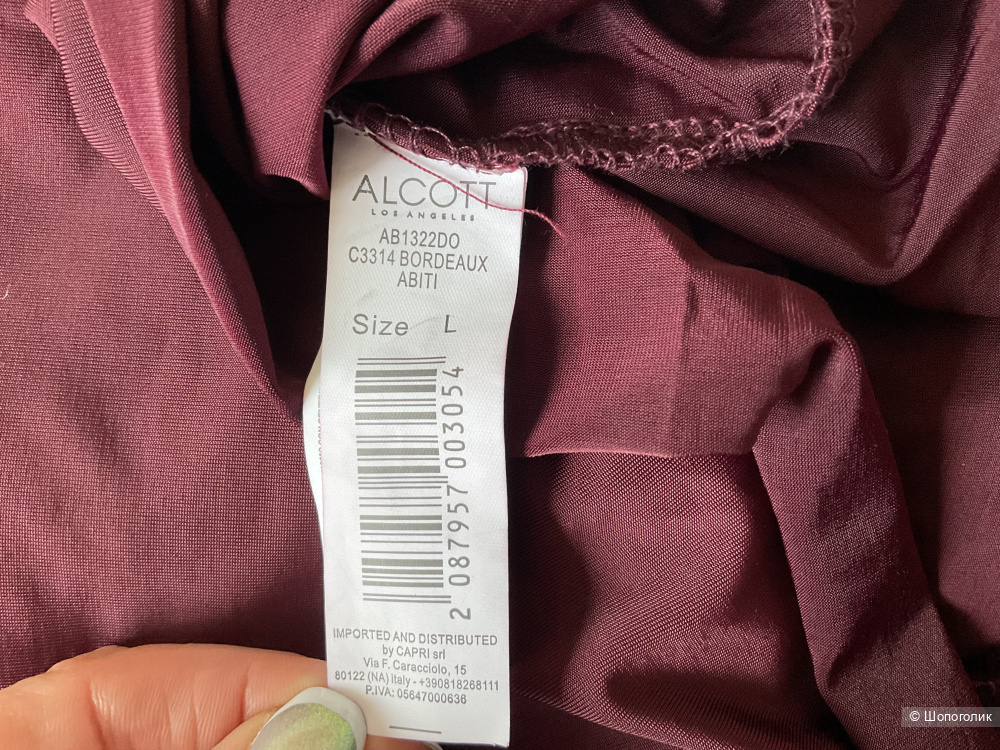 ALCOTT
LOS ANGELES
AB1322DO
C3314 BORDEAUX
ABITI
Size L
2 087957 003054
IMPORTED AND DISTRIBUTED
by CAPRI srl
Via F. Caracciolo, 15
80122 (NA) Italy - +390818268111
P.IVA: 05647000636
© Шопоголик